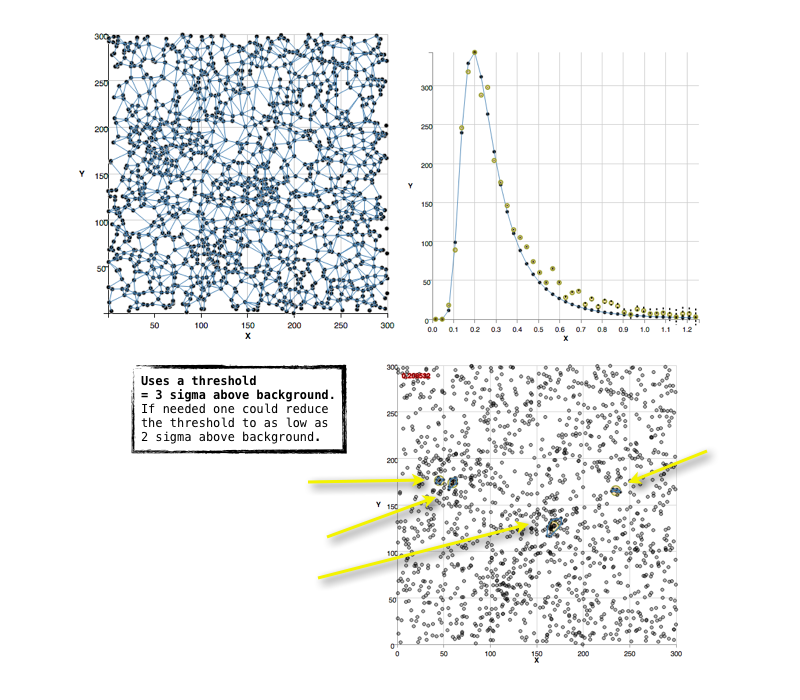 300
250
200
150
100
50
Y
50 100 150 200 250 300
X
300
250
200
150
100
50
0
Y
0.0 0.1 0.2 0.3 0.4 0.5 0.6 0.7 0.8 0.9 1.0 1.1 1.2
X
Uses a threshold
= 3 sigma above background.
If needed one could reduce
the threshold to as low as
2 sigma above background.
300
250
200
150
100
50
0
Y
0 50 100 150 200 250 300
X